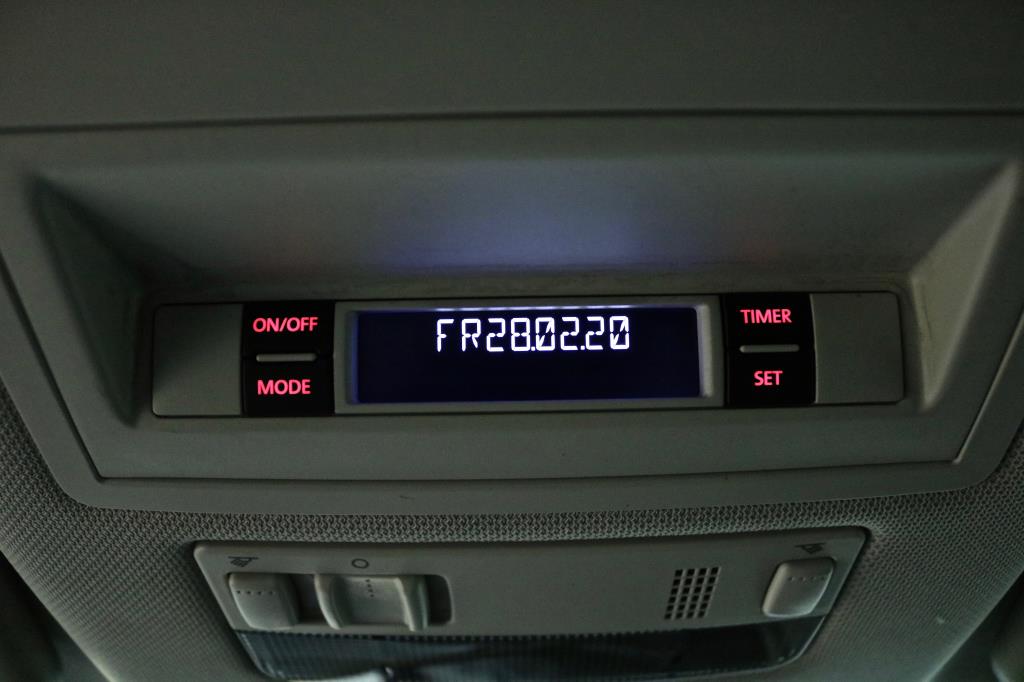 ON/OFF
MODE
FR28.02.20
TIMER
SET